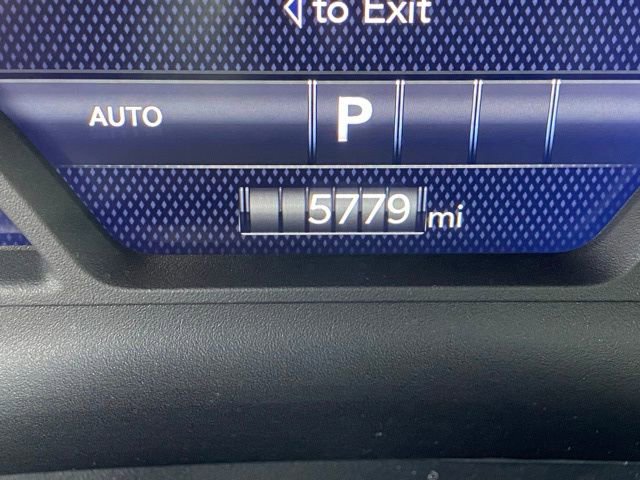 ◁ to Exit
AUTO P
5779 mi